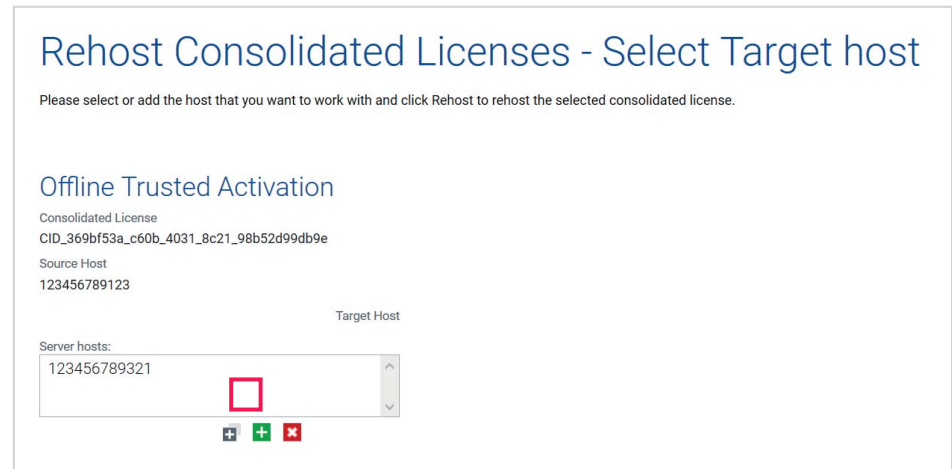 Rehost Consolidated Licenses - Select Target host
Please select or add the host that you want to work with and click Rehost to rehost the selected consolidated license.
Offline Trusted Activation
Consolidated License
CID_369bf53a_c60b_4031_8c21_98b52d99db9e
Source Host
123456789123
Target Host
Server hosts:
123456789321